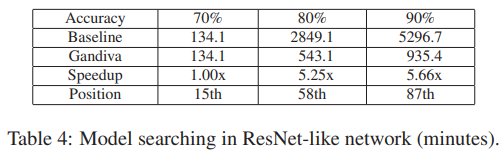 Accuracy 70% 80% 90%
Baseline 134.1 2849.1 5296.7
Gandiva 134.1 543.1 935.4
Speedup 1.00x 5.25x 5.66x
Position 15th 58th 87th
Table 4: Model searching in ResNet-like network (minutes).